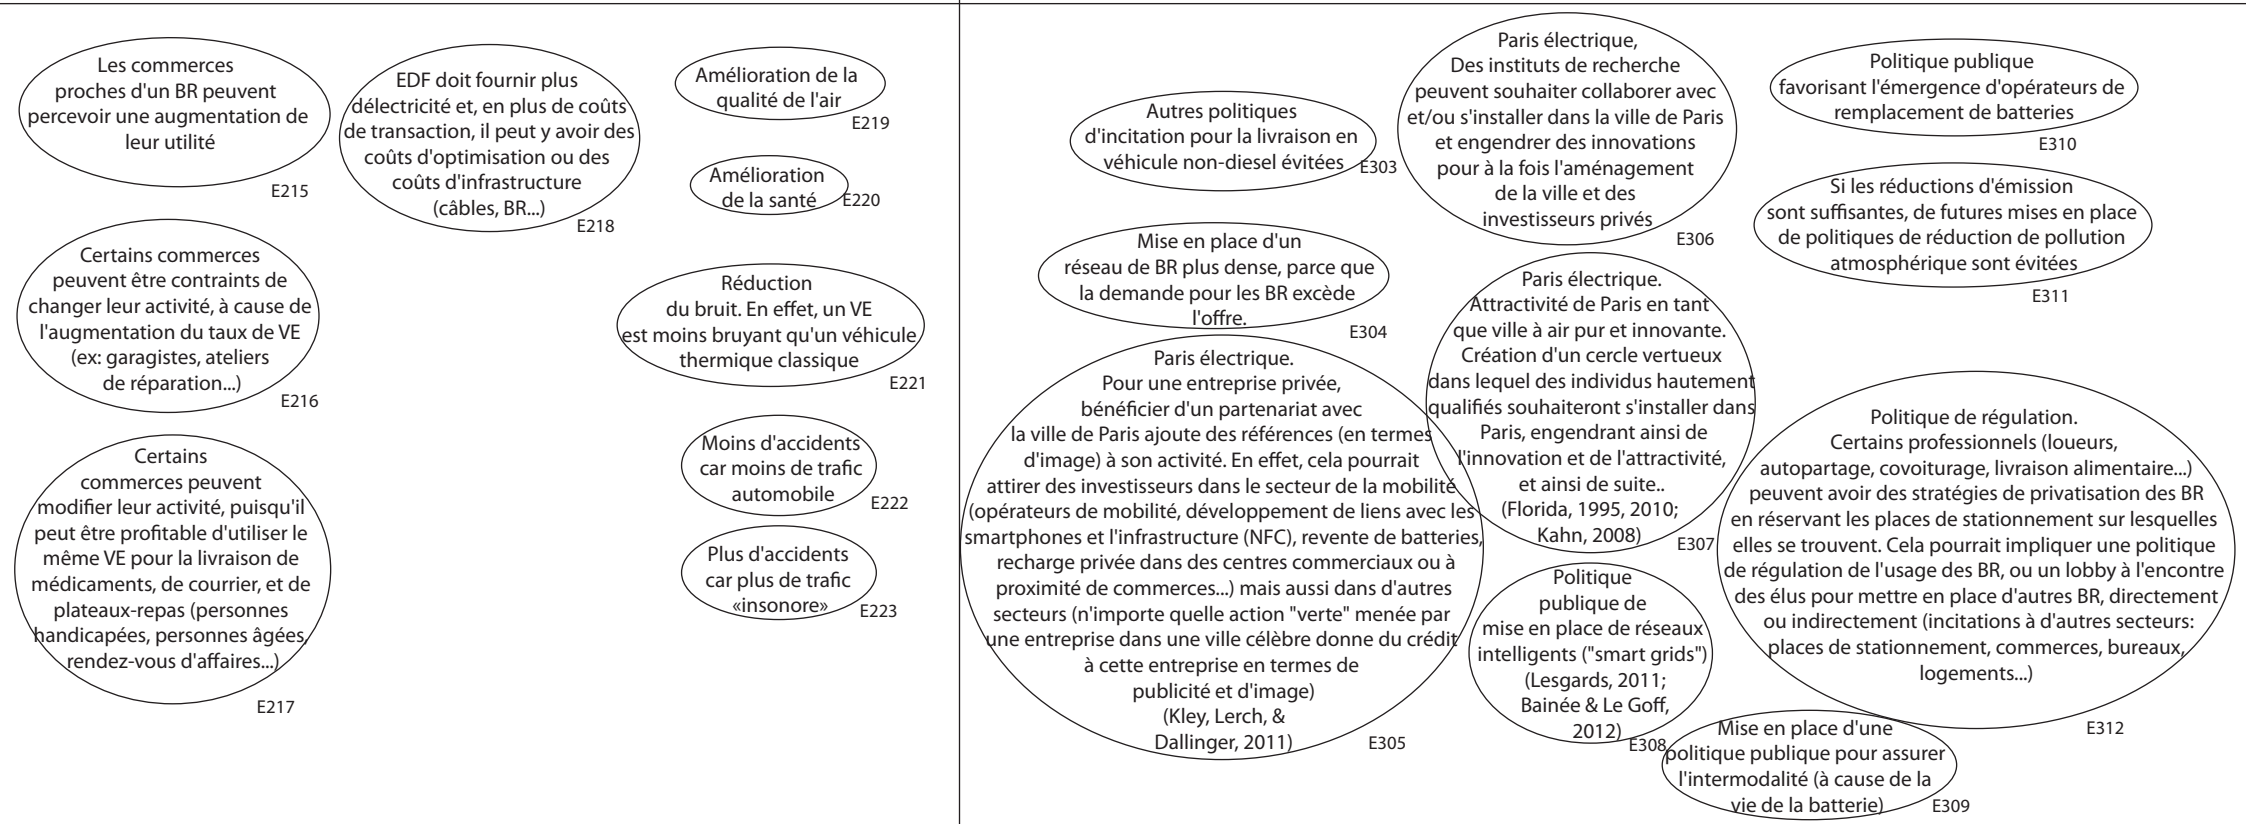 Les commerces
proches d'un BR peuvent
percevoir une augmentation de
leur utilité
E215
Certains commerces
peuvent être contraints de
changer leur activité, à cause de
l'augmentation du taux de VE
(ex: garagistes, ateliers
de réparation...)
E216
Certains
commerces peuvent
modifier leur activité, puisqu'il
peut être profitable d'utiliser le
même VE pour la livraison de
médicaments, de courrier, et de
plateaux-repas (personnes
handicapées, personnes âgées,
rendez-vous d'affaires...)
E217
EDF doit fournir plus
délectricité et, en plus de coûts
de transaction, il peut y avoir des
coûts d'optimisation ou des
coûts d'infrastructure
(câbles, BR...)
E218
Amélioration de la
qualité de l'air
E219
Amélioration
de la santé
E220
Réduction
du bruit. En effet, un VE
est moins bruyant qu'un véhicule
thermique classique
E221
Moins d'accidents
car moins de trafic
automobile
E222
Plus d'accidents
car plus de trafic
«insonore»
E223
Autres politiques
d'incitation pour la livraison en
véhicule non-diesel évitées
E303
Mise en place d'un
réseau de BR plus dense, parce que
la demande pour les BR excède
l'offre.
E304
Paris électrique.
Pour une entreprise privée,
bénéficier d'un partenariat avec
la ville de Paris ajoute des références (en termes
d'image) à son activité. En effet, cela pourrait
attirer des investisseurs dans le secteur de la mobilité
(opérateurs de mobilité, développement de liens avec les
smartphones et l'infrastructure (NFC), revente de batteries,
recharge privée dans des centres commerciaux ou à
proximité de commerces...) mais aussi dans d'autres
secteurs (n'importe quelle action "verte" menée par
une entreprise dans une ville célèbre donne du crédit
à cette entreprise en termes de
publicité et d'image)
(Kley, Lerch, &
Dallinger, 2011)
E305
Paris électrique,
Des instituts de recherche
peuvent souhaiter collaborer avec
et/ou s'installer dans la ville de Paris
et engendrer des innovations
pour à la fois l'aménagement
de la ville et des
investisseurs privés
E306
Paris électrique.
Attractivité de Paris en tant
que ville à air pur et innovante.
Création d'un cercle vertueux
dans lequel des individus hautement
qualifiés souhaiteront s'installer dans
Paris, engendrant ainsi de
l'innovation et de l'attractivité,
et ainsi de suite..
(Florida, 1995, 2010;
Kahn, 2008)
E307
Politique
publique de
mise en place de réseaux
intelligents ("smart grids")
(Lesgards, 2011;
Bainée & Le Goff,
2012)
E308
Mise en place d'une
politique publique pour assurer
l'intermodalité (à cause de la
vie de la batterie)
E309
Politique publique
favorisant l'émergence d'opérateurs de
remplacement de batteries
E310
Si les réductions d'émission
sont suffisantes, de futures mises en place
de politiques de réduction de pollution
atmosphérique sont évitées
E311
Politique de régulation.
Certains professionnels (loueurs,
autopartage, covoiturage, livraison alimentaire...)
peuvent avoir des stratégies de privatisation des BR
en réservant les places de stationnement sur lesquelles
elles se trouvent. Cela pourrait impliquer une politique
de régulation de l'usage des BR, ou un lobby à l'encontre
des élus pour mettre en place d'autres BR, directement
ou indirectement (incitations à d'autres secteurs:
places de stationnement, commerces, bureaux,
logements...)
E312